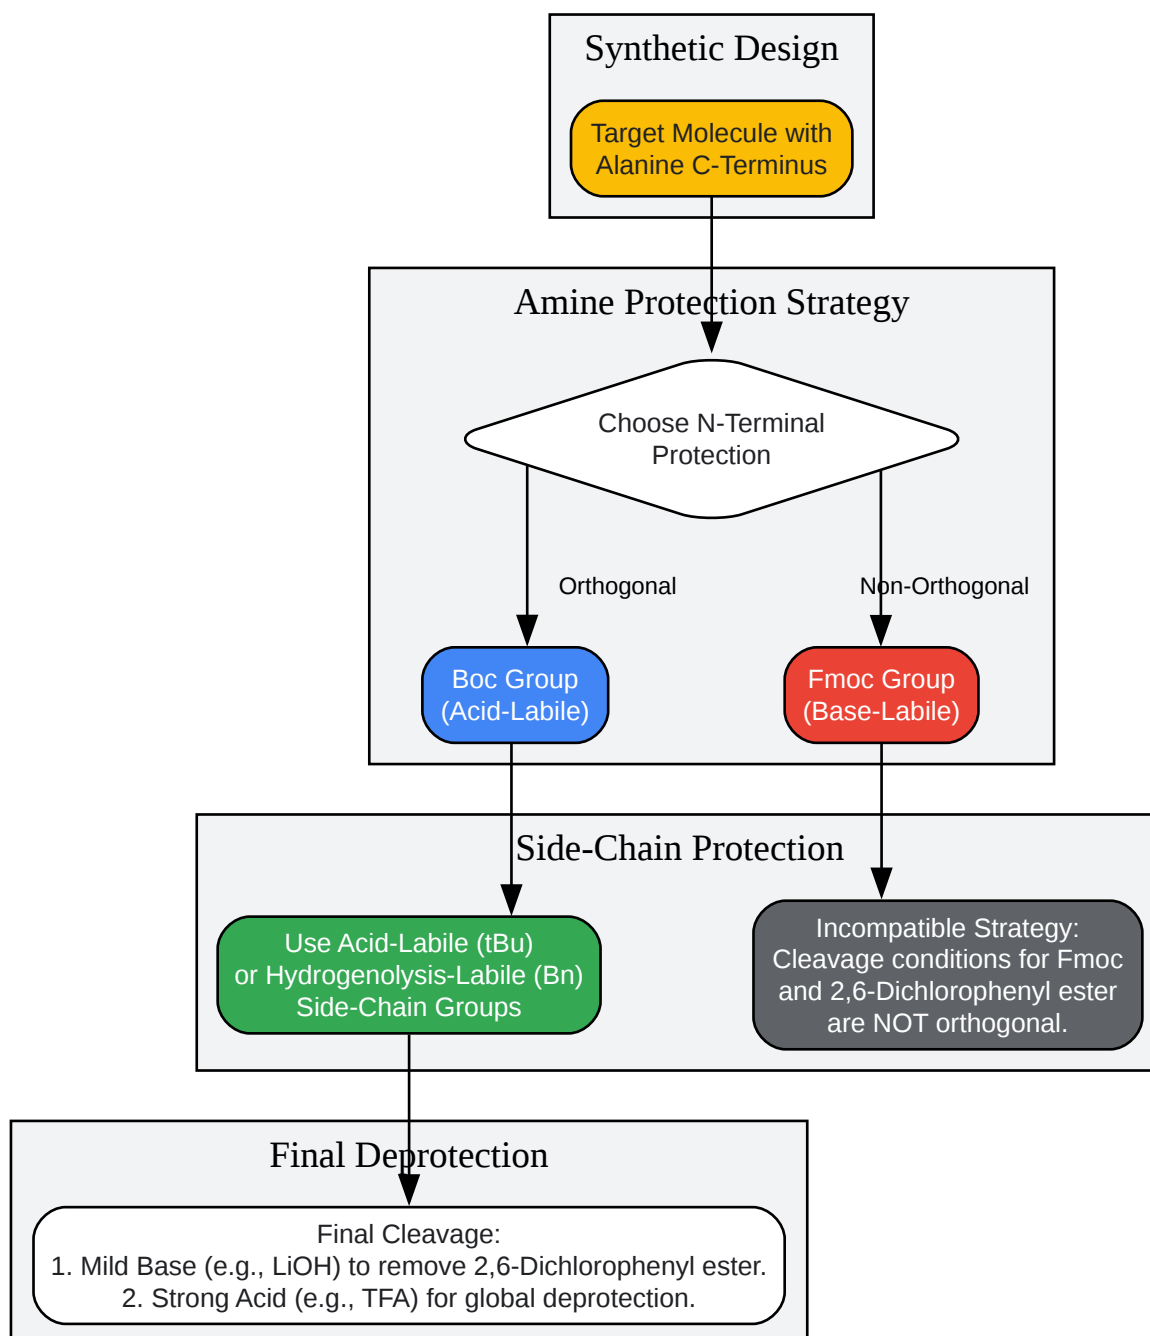 Synthetic Design
Target Molecule with
Alanine C-Terminus
Amine Protection Strategy
Choose N-Terminal
Protection
Orthogonal
Non-Orthogonal
Boc Group
(Acid-Labile)
Fmoc Group
(Base-Labile)
Side-Chain Protection
Use Acid-Labile (tBu)
or Hydrogenolysis-Labile (Bn)
Side-Chain Groups
Incompatible Strategy:
Cleavage conditions for Fmoc
and 2,6-Dichlorophenyl ester
are NOT orthogonal.
Final Deprotection
Final Cleavage:
1. Mild Base (e.g., LiOH) to remove 2,6-Dichlorophenyl ester.
2. Strong Acid (e.g., TFA) for global deprotection.